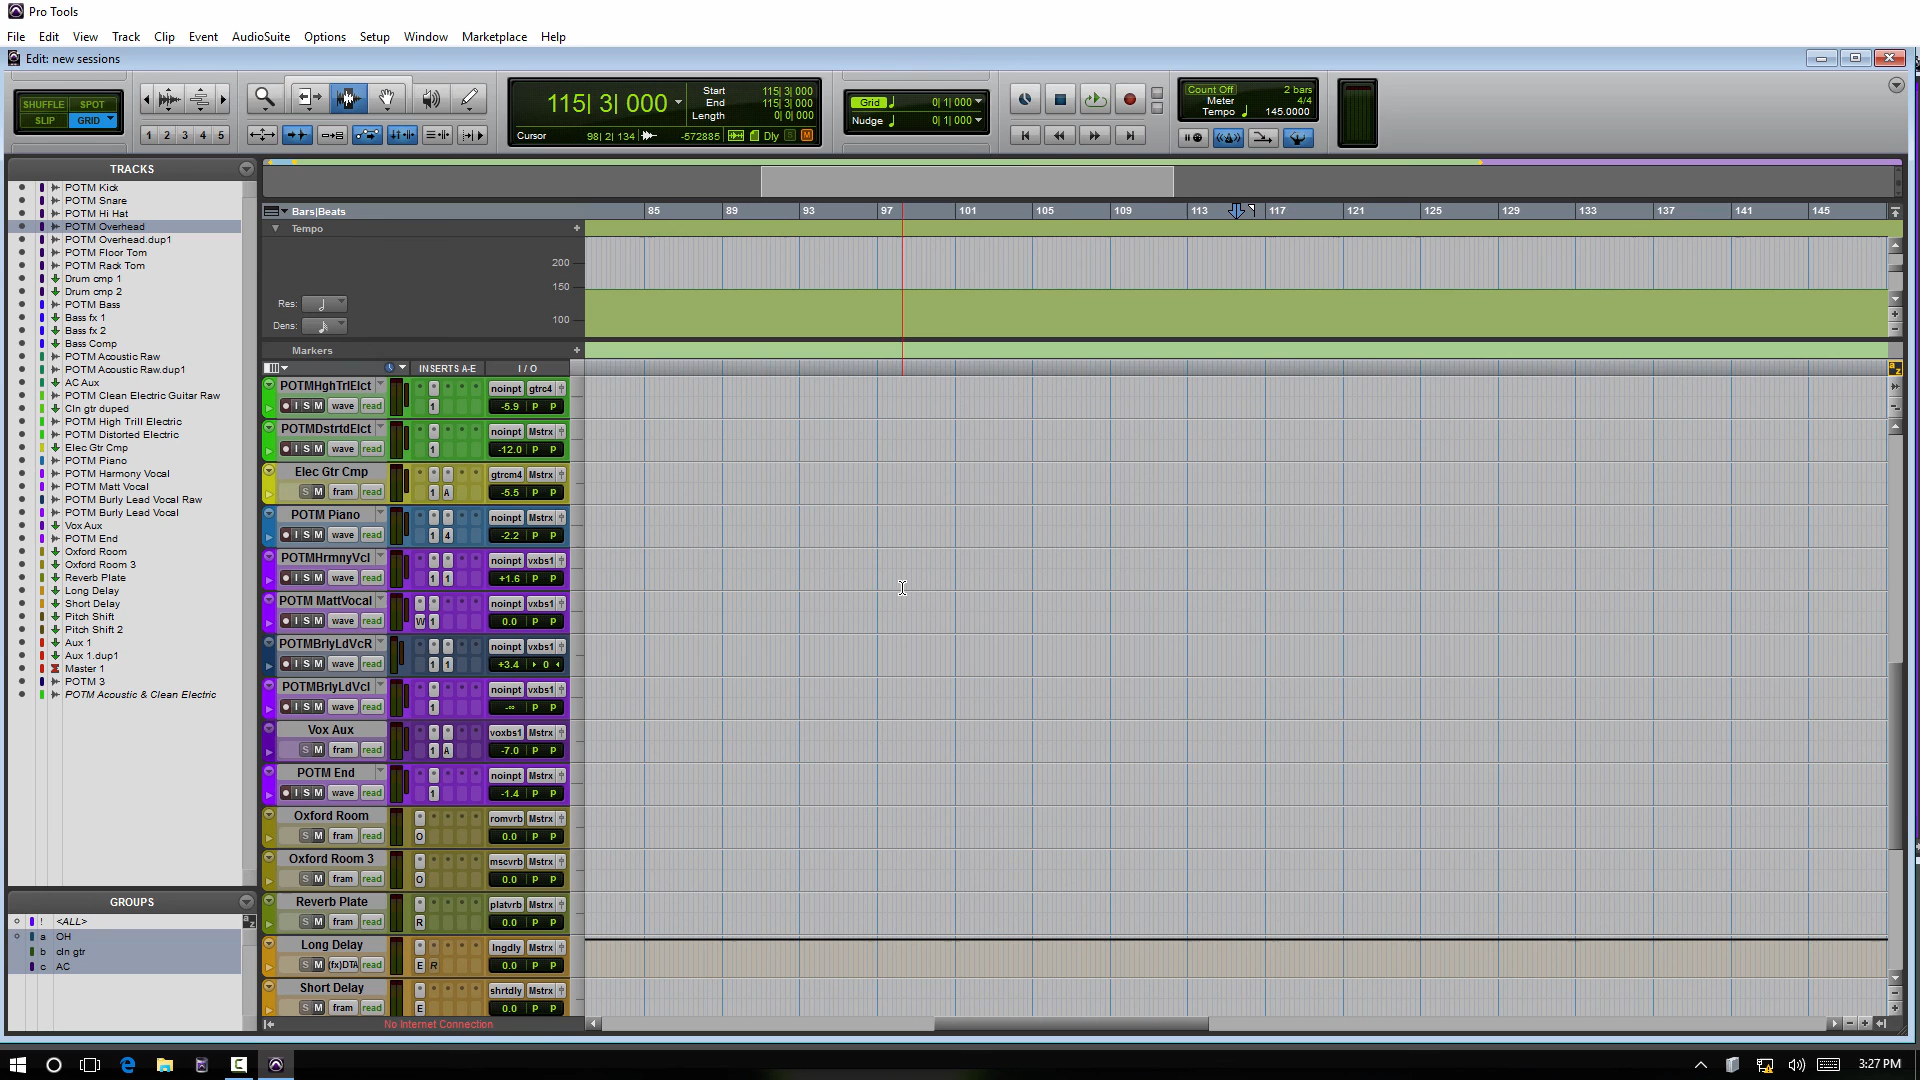 Pro Tools
File Edit View Track Clip Event AudioSuite Options Setup Window Marketplace Help
Edit: new sessions
SHUFFLE SPOT
SLIP GRID
1 2 3 4 5
115| 3| 000
Start 115| 3| 000
End 115| 3| 000
Length 0| 0| 000
Cursor 98| 2| 134 -572885 Dly S M
Grid 0| 1| 000
Nudge 0| 1| 000
Count Off 2 bars
Meter 4/4
Tempo 145.0000
TRACKS
POTM Kick
POTM Snare
POTM Hi Hat
POTM Overhead
POTM Overhead.dup1
POTM Floor Tom
POTM Rack Tom
Drum cmp 1
Drum cmp 2
POTM Bass
Bass fx 1
Bass fx 2
Bass Comp
POTM Acoustic Raw
POTM Acoustic Raw.dup1
AC Aux
POTM Clean Electric Guitar Raw
Cln gtr duped
POTM High Trill Electric
POTM Distorted Electric
Elec Gtr Cmp
POTM Piano
POTM Harmony Vocal
POTM Matt Vocal
POTM Burly Lead Vocal Raw
POTM Burly Lead Vocal
Vox Aux
POTM End
Oxford Room
Oxford Room 3
Reverb Plate
Long Delay
Short Delay
Pitch Shift
Pitch Shift 2
Aux 1
Aux 1.dup1
Master 1
POTM 3
POTM Acoustic & Clean Electric
GROUPS
! <ALL>
a OH
b cln gtr
c AC
Bars|Beats 85 89 93 97 101 105 109 113 117 121 125 129 133 137 141 145
Tempo
200
150
Res:
100
Dens:
Markers
INSERTS A-E I / O
POTMHghTrlElct noinpt gtrc4
I S M wave read 1 -5.9 P P
POTMDstrtdElct noinpt Mstrx
I S M wave read 1 -12.0 P P
Elec Gtr Cmp gtrcm4 Mstrx
S M fram read 1 A -5.5 P P
POTM Piano noinpt Mstrx
I S M wave read 1 4 -2.2 P P
POTMHrmnyVcl noinpt vxbs1
I S M wave read 1 1 +1.6 P P
POTM MattVocal noinpt vxbs1
I S M wave read W 1 0.0 P P
POTMBrlyLdVcR noinpt vxbs1
I S M wave read 1 1 +3.4 0
POTMBrlyLdVcl noinpt vxbs1
I S M wave read 1 -∞ P P
Vox Aux voxbs1 Mstrx
S M fram read 1 A -7.0 P P
POTM End noinpt Mstrx
I S M wave read 1 -1.4 P P
Oxford Room romvrb Mstrx
S M fram read O 0.0 P P
Oxford Room 3 mscvrb Mstrx
S M fram read O 0.0 P P
Reverb Plate platvrb Mstrx
S M fram read R 0.0 P P
Long Delay lngdly Mstrx
S M (fx)DTA read E R 0.0 P P
Short Delay shrtdly Mstrx
S M fram read E 0.0 P P
No Internet Connection
3:27 PM